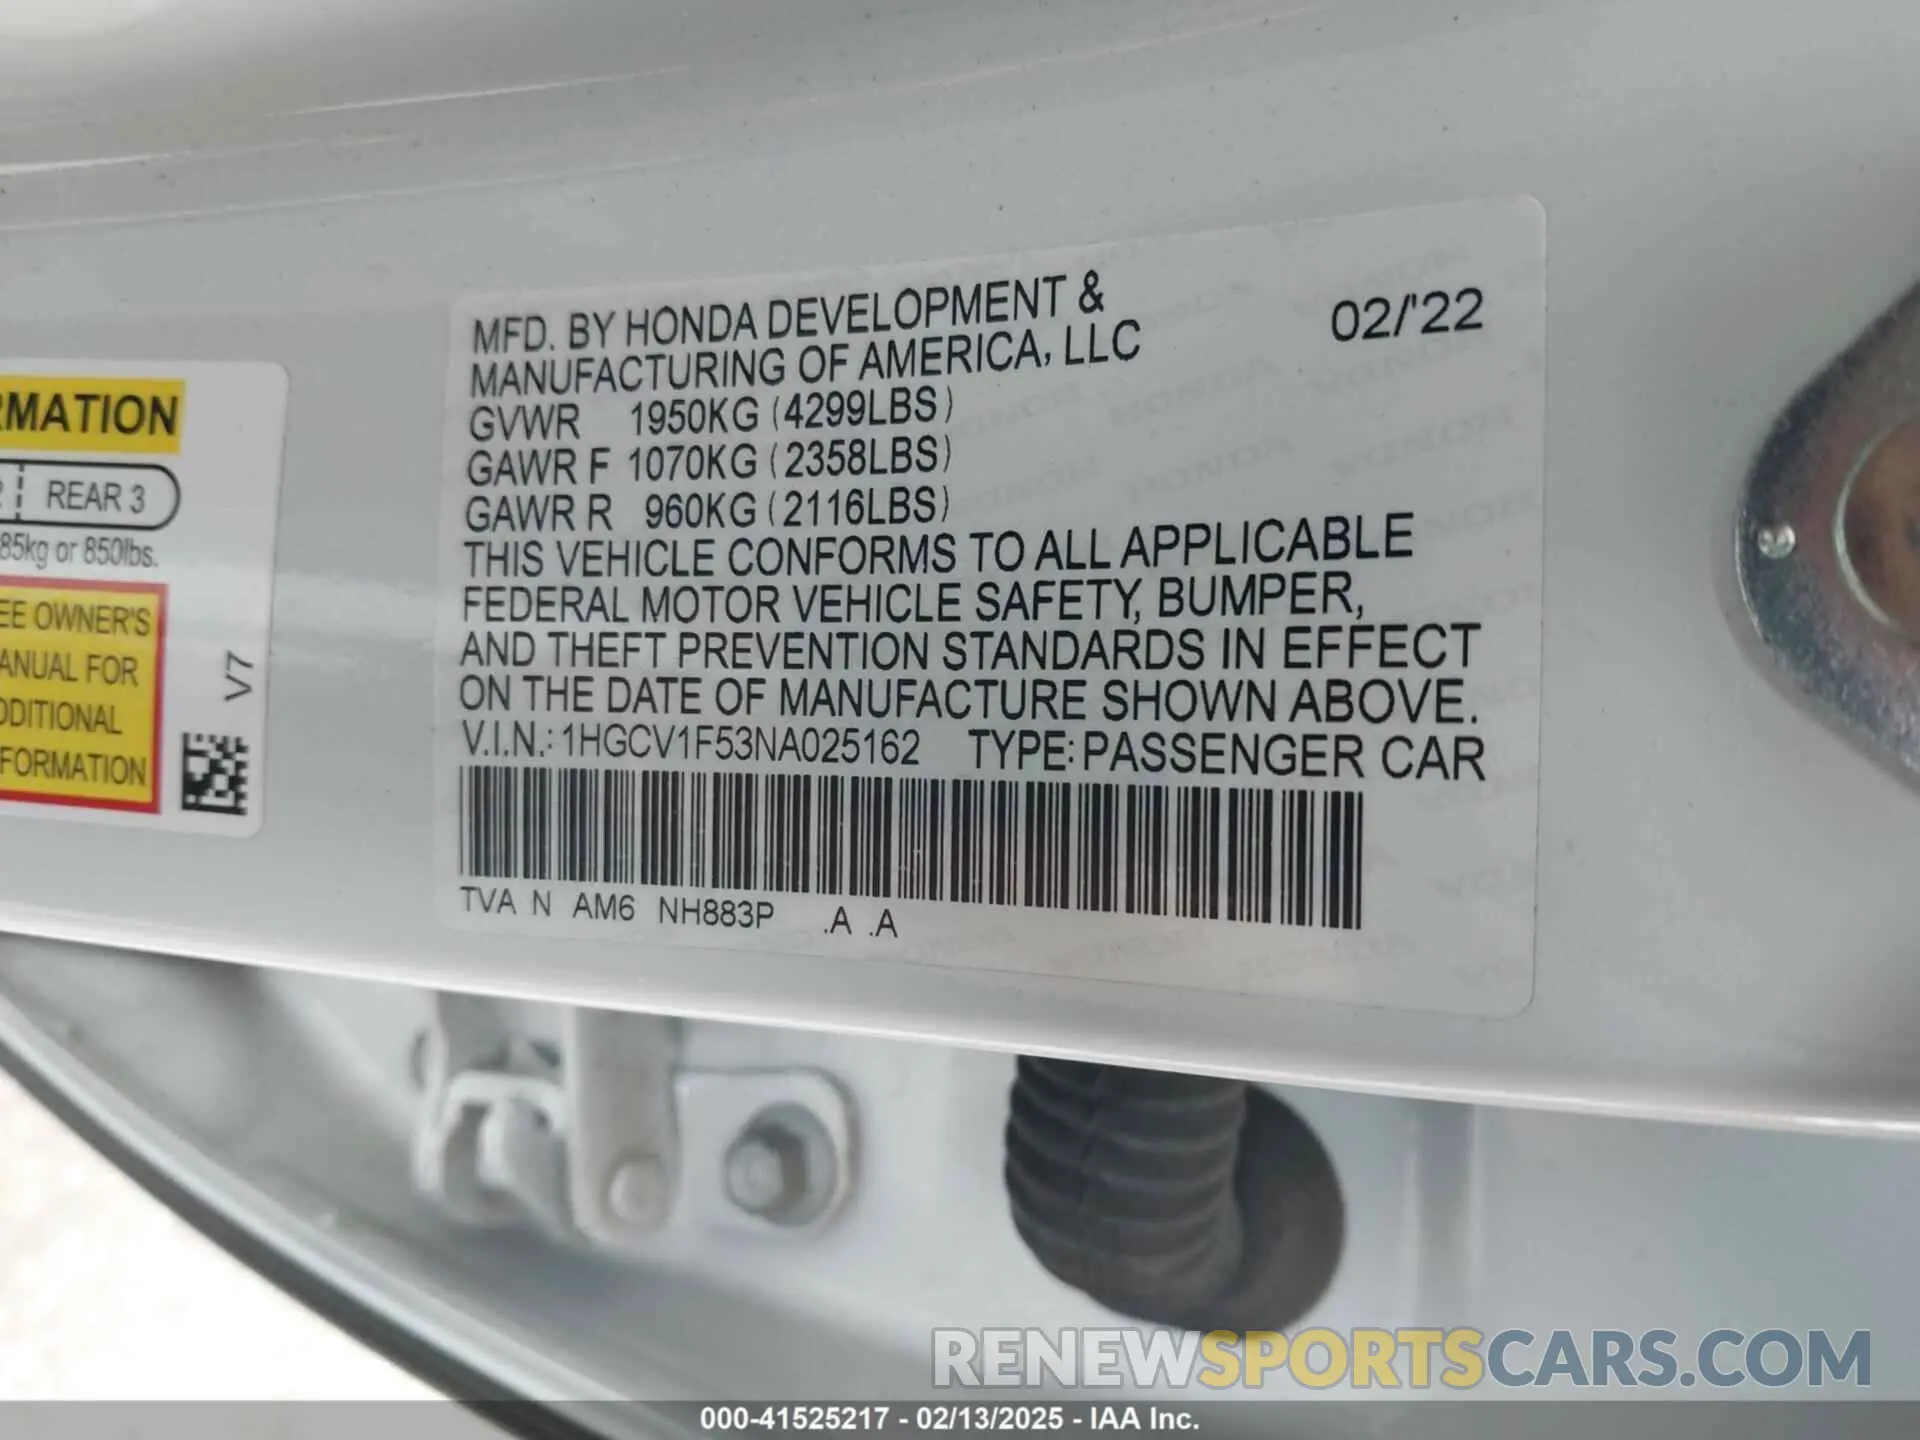 RMATION
REAR 3
85kg or 850lbs.
EE OWNER'S
ANUAL FOR
DDITIONAL
FORMATION
V7
MFD. BY HONDA DEVELOPMENT &
MANUFACTURING OF AMERICA, LLC
02/'22
GVWR 1950KG (4299LBS)
GAWR F 1070KG (2358LBS)
GAWR R 960KG (2116LBS)
THIS VEHICLE CONFORMS TO ALL APPLICABLE
FEDERAL MOTOR VEHICLE SAFETY, BUMPER,
AND THEFT PREVENTION STANDARDS IN EFFECT
ON THE DATE OF MANUFACTURE SHOWN ABOVE.
V.I.N.: 1HGCV1F53NA025162 TYPE: PASSENGER CAR
TVA N AM6 NH883P .A .A
RENEWSPORTSCARS.COM
000-41525217 - 02/13/2025 - IAA Inc.